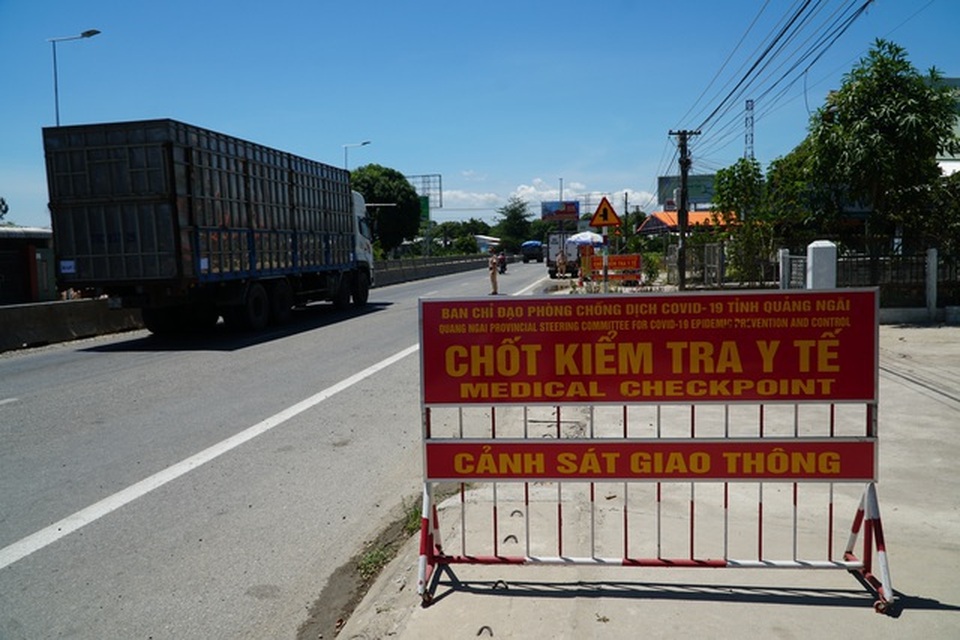 BAN CHỈ ĐẠO PHÒNG CHỐNG DỊCH COVID-19 TỈNH QUẢNG NGÃI
QUANG NGAI PROVINCIAL STEERING COMMITTEE FOR COVID-19 EPIDEMIC PREVENTION AND CONTROL
CHỐT KIỂM TRA Y TẾ
MEDICAL CHECKPOINT
CẢNH SÁT GIAO THÔNG